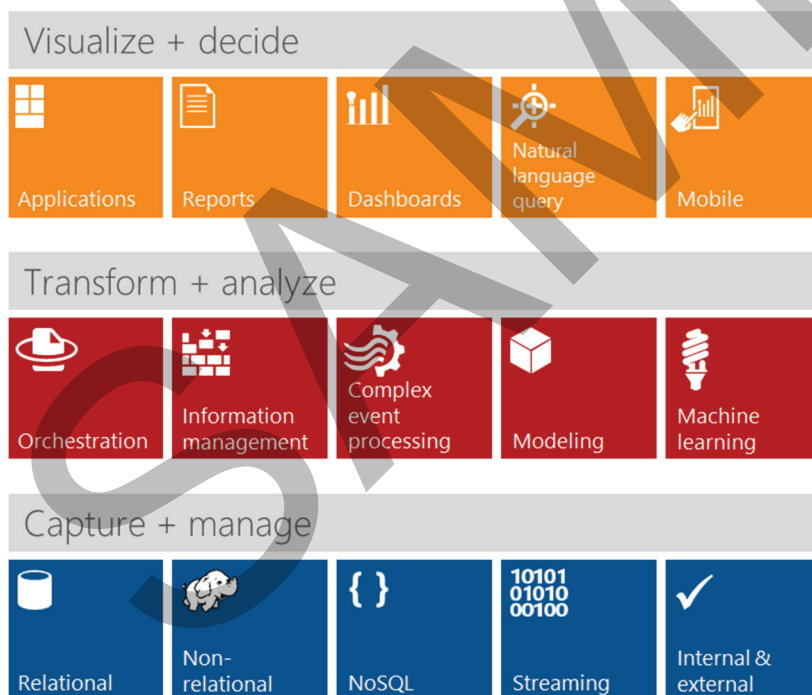 Visualize + decide
Applications
Reports
Dashboards
Natural
language
query
Mobile
Transform + analyze
Orchestration
Information
management
Complex
event
processing
Modeling
Machine
learning
Capture + manage
Relational
Non-
relational
{ }
NoSQL
10101
01010
00100
Streaming
Internal &
external